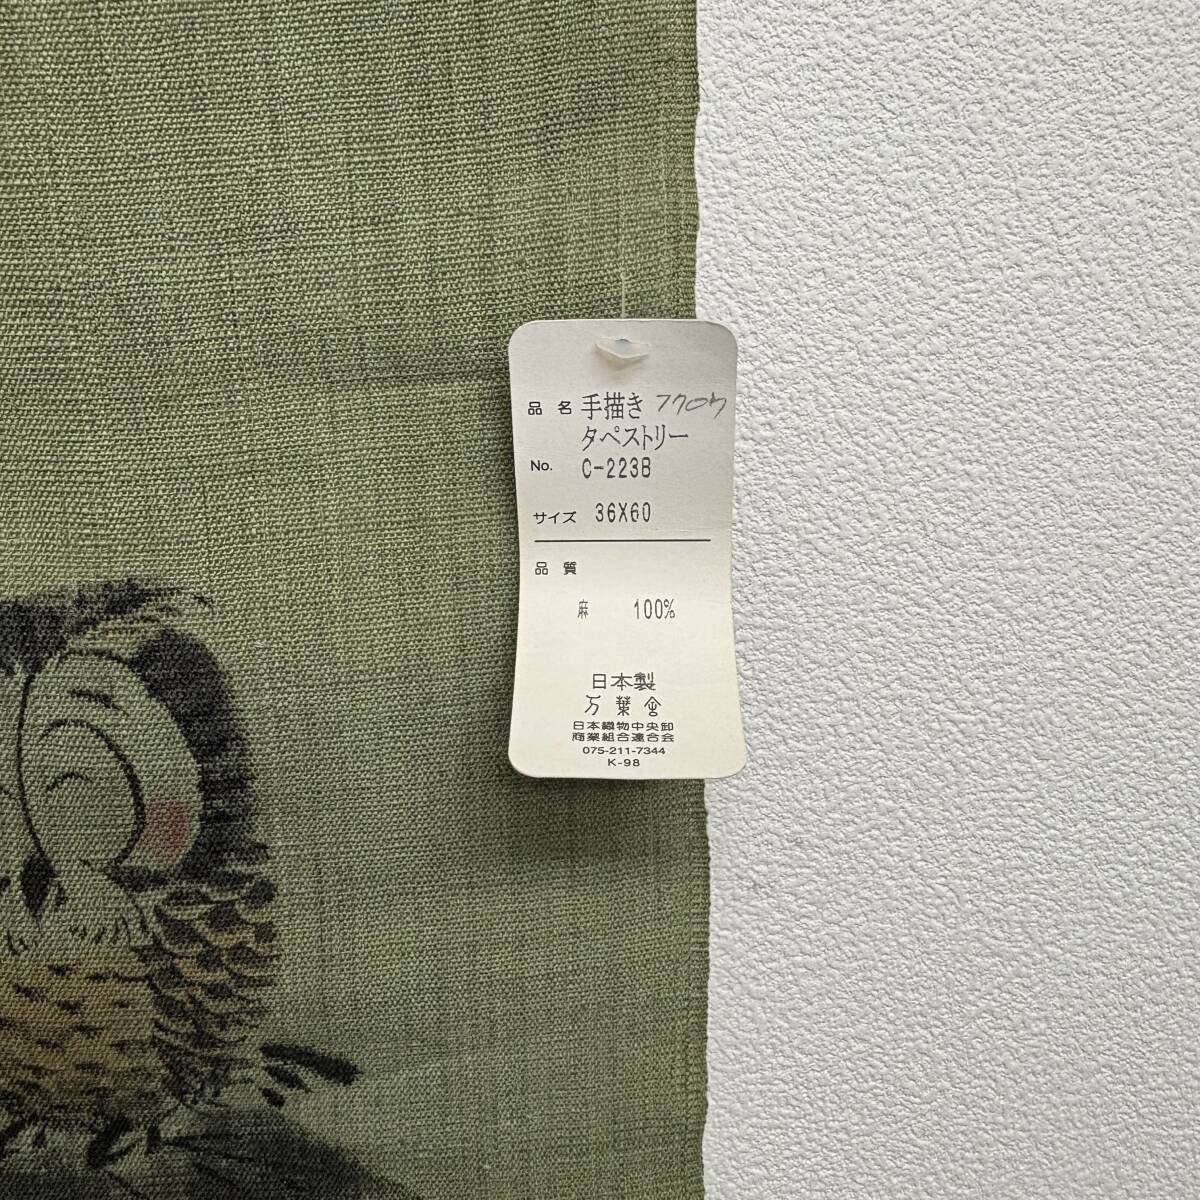 品名 手描き フクロウ
タペストリー
No. C-223B
サイズ 36X60
品質
麻 100%
日本製
万葉舎
日本織物中央卸
商業組合連合会
075-211-7344
K-98